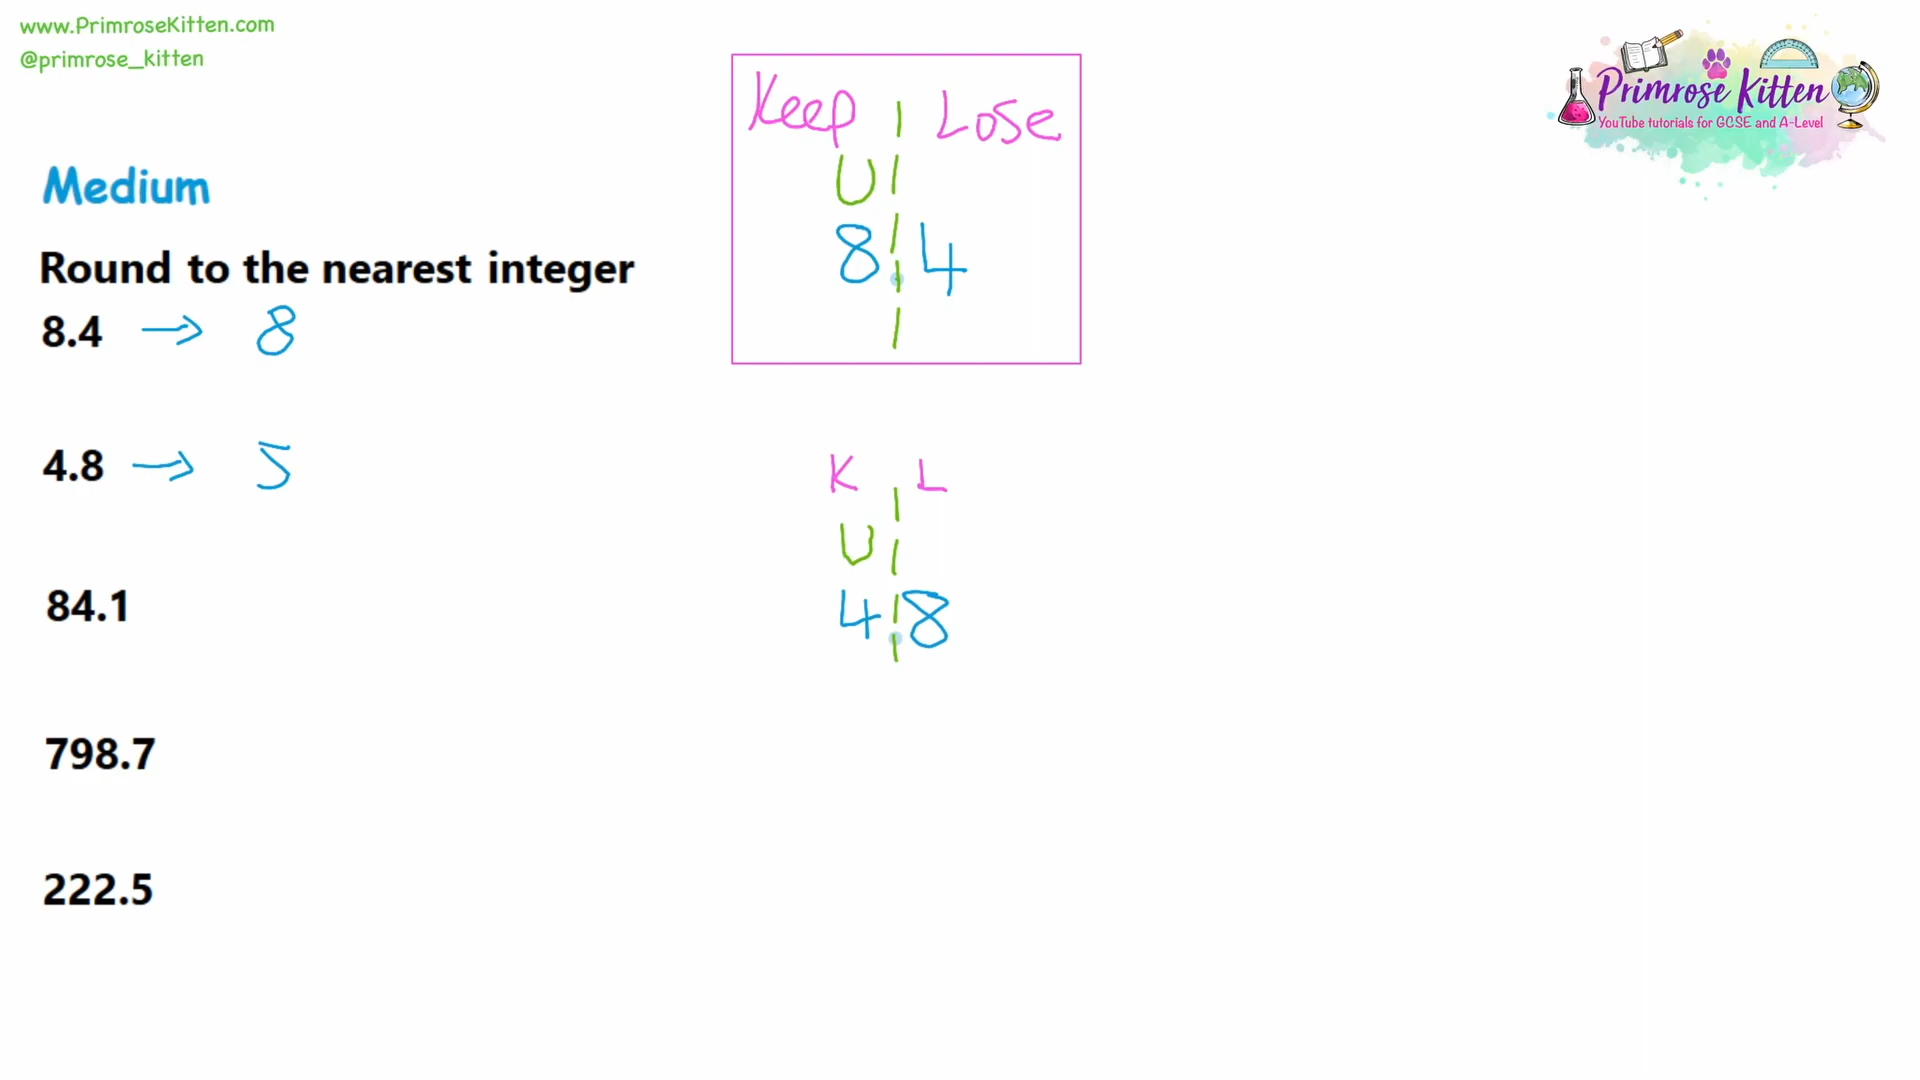 www.PrimroseKitten.com
@primrose_kitten
Primrose Kitten
YouTube tutorials for GCSE and A-Level
Keep Lose
U
8.4
Medium
Round to the nearest integer
8.4 → 8
4.8 → 5
K L
U
4.8
84.1
798.7
222.5